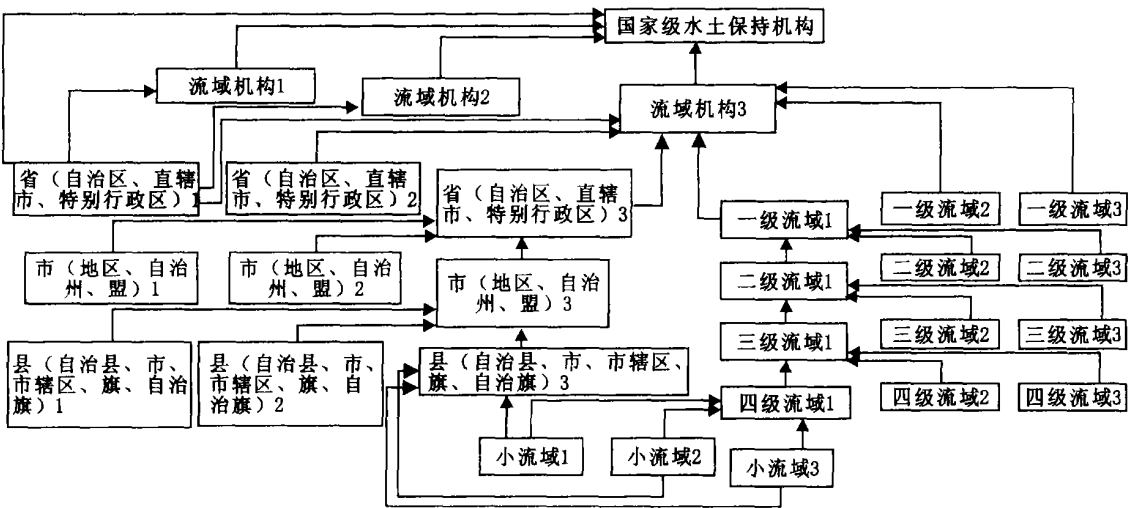 国家级水土保持机构
流域机构1
流域机构2
流域机构3
省（自治区、直辖
市、特别行政区）1
省（自治区、直辖
市、特别行政区）2
省（自治区、直辖
市、特别行政区）3
一级流域1
一级流域2
一级流域3
市（地区、自治
州、盟）1
市（地区、自治
州、盟）2
市（地区、自治
州、盟）3
二级流域1
二级流域2
二级流域3
县（自治县、市、
市辖区、旗、自治
旗）1
县（自治县、市、
市辖区、旗、自
治旗）2
县（自治县、市、市辖区、
旗、自治旗）3
三级流域1
三级流域2
三级流域3
四级流域1
四级流域2
四级流域3
小流域1
小流域2
小流域3